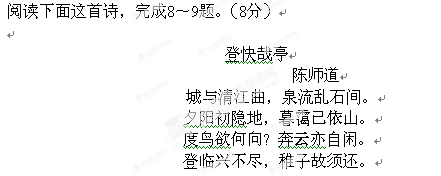 阅读下面这首诗，完成8～9题。（8分）
登快哉亭
陈师道
城与清江曲，泉流乱石间。
夕阳初隐地，暮霭已依山。
度鸟欲何向？奔云亦自闲。
登临兴不尽，稚子故须还。